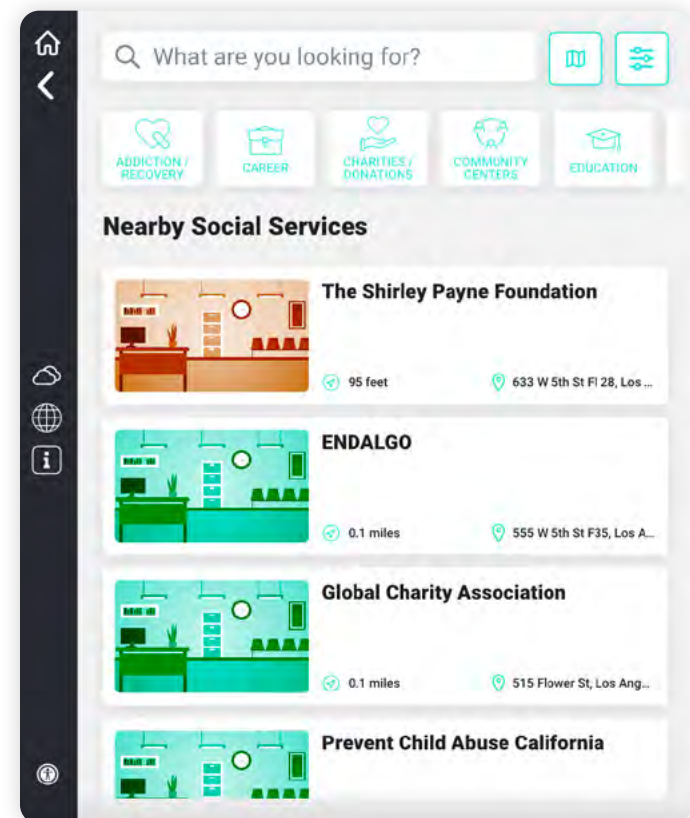 What are you looking for?
ADDICTION /
RECOVERY
CAREER
CHARITIES /
DONATIONS
COMMUNITY
CENTERS
EDUCATION
Nearby Social Services
The Shirley Payne Foundation
95 feet
633 W 5th St Fl 28, Los ...
ENDALGO
0.1 miles
555 W 5th St F35, Los A...
Global Charity Association
0.1 miles
515 Flower St, Los Ang...
Prevent Child Abuse California